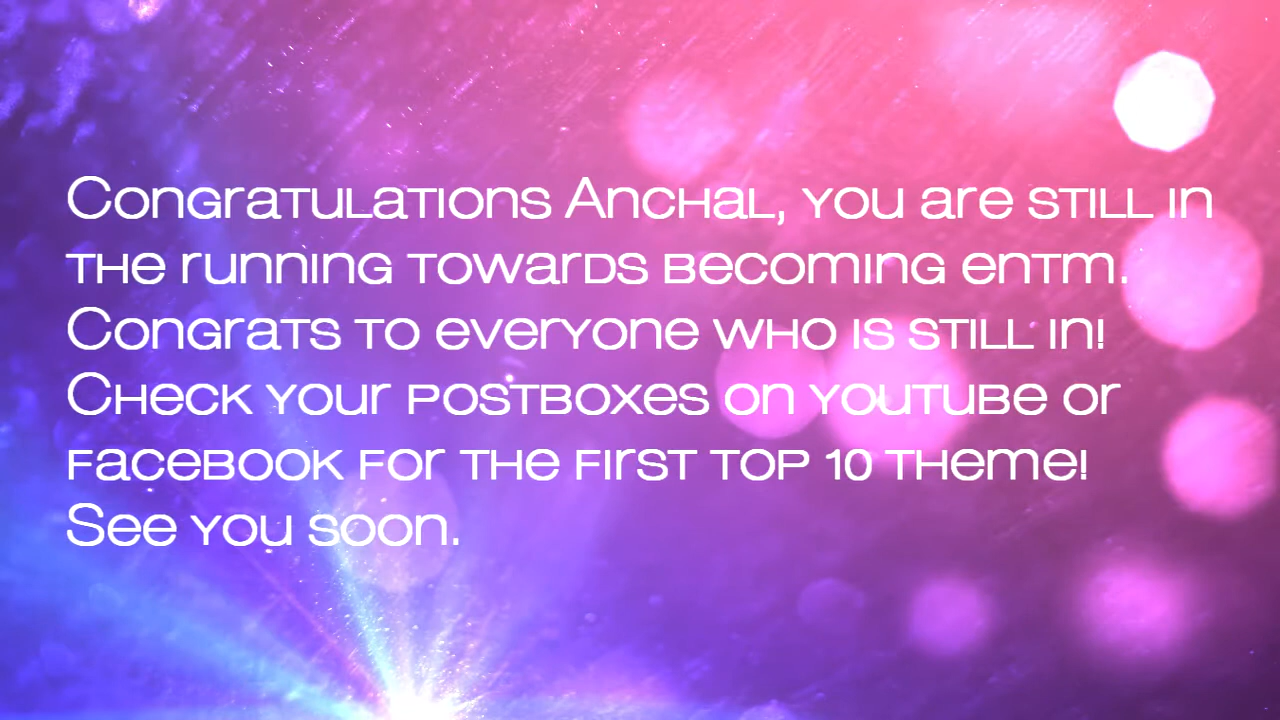 Congratulations Anchal, you are still in
the running towards becoming entm.
Congrats to everyone who is still in!
Check your postboxes on youtube or
facebook for the first top 10 theme!
See you soon.